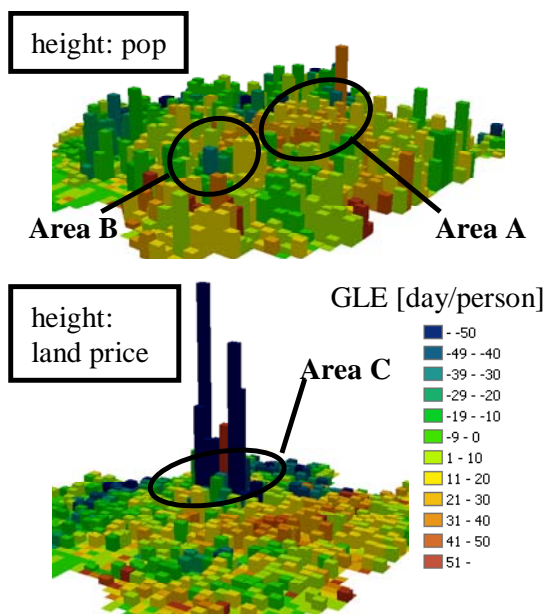 height: pop
Area B
Area A
height:
land price
GLE [day/person]
Area C
- -50
-49 - -40
-39 - -30
-29 - -20
-19 - -10
-9 - 0
1 - 10
11 - 20
21 - 30
31 - 40
41 - 50
51 -